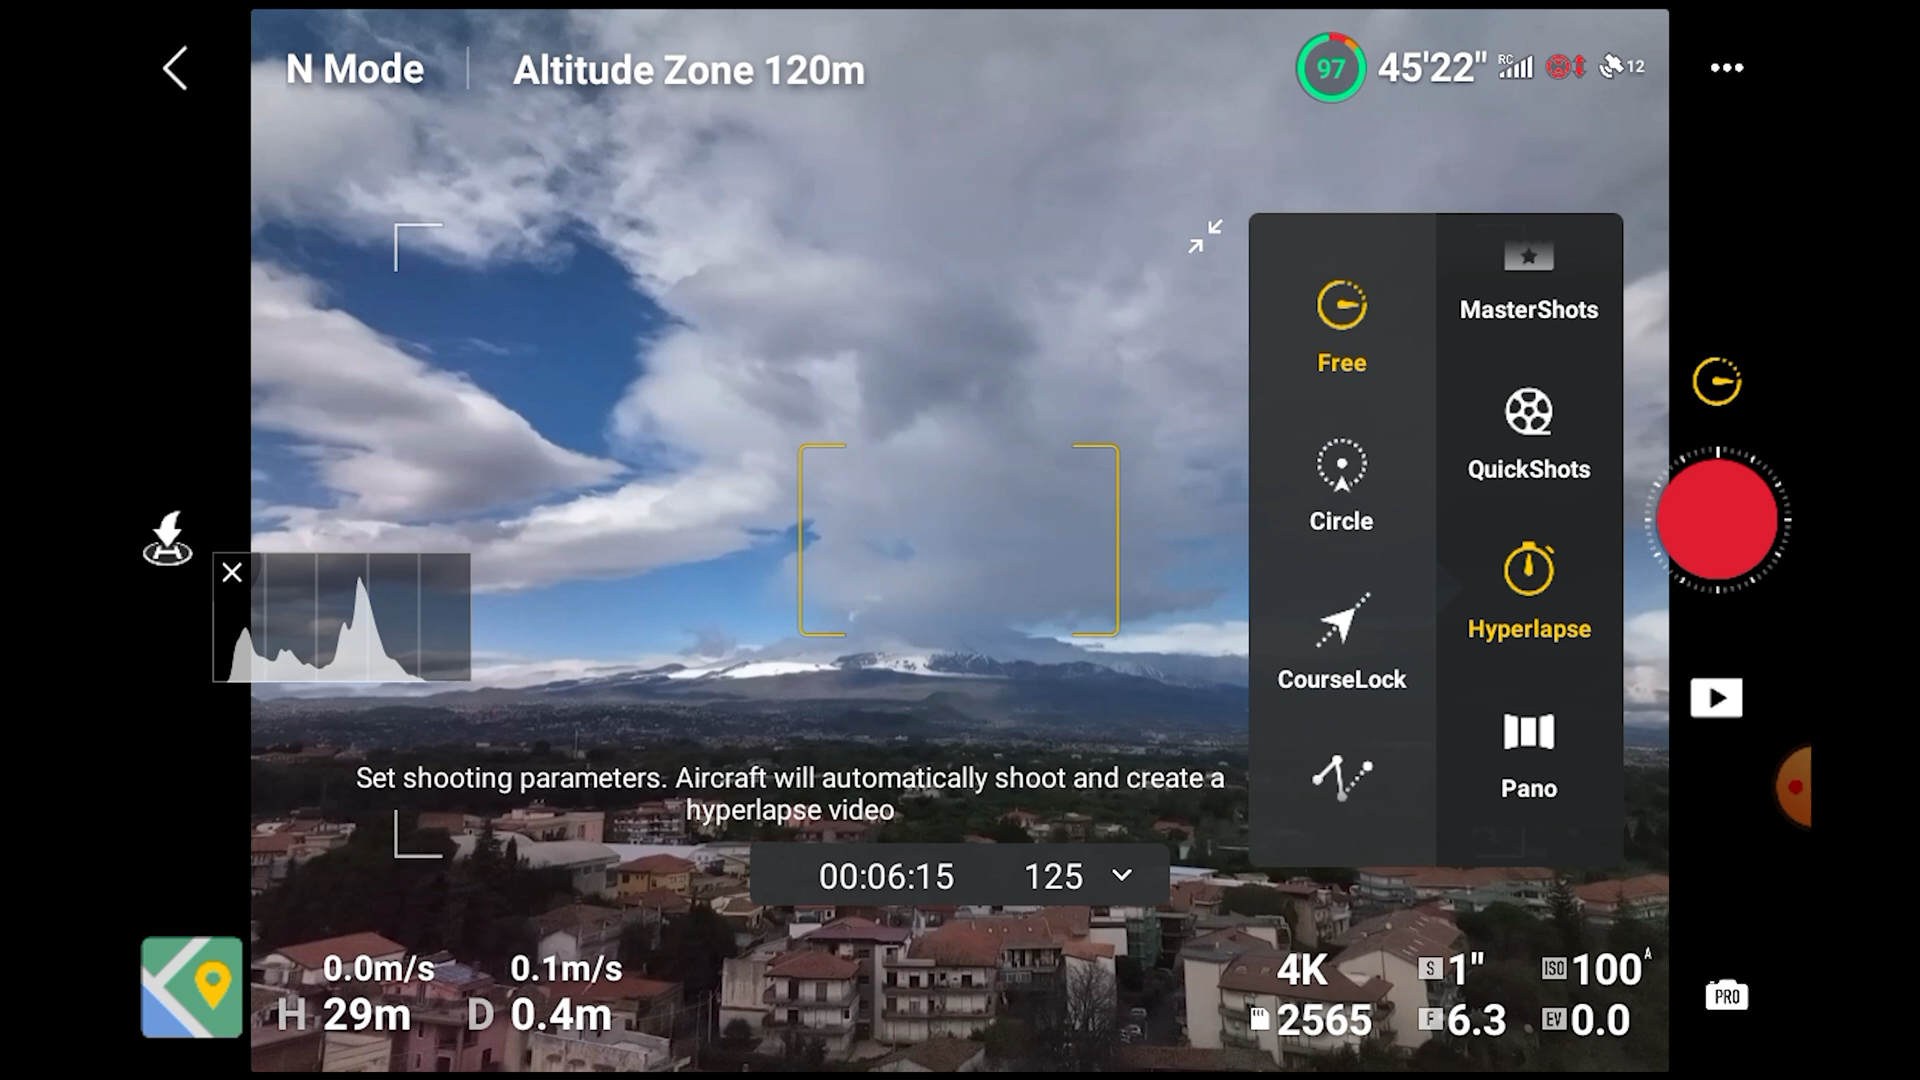 N Mode
Altitude Zone 120m
97
45'22"
RC
12
Free
MasterShots
Circle
QuickShots
CourseLock
Hyperlapse
Pano
Set shooting parameters. Aircraft will automatically shoot and create a
hyperlapse video
00:06:15 125
0.0m/s 0.1m/s
H 29m D 0.4m
4K S 1" ISO 100 A
2565 F 6.3 EV 0.0
PRO